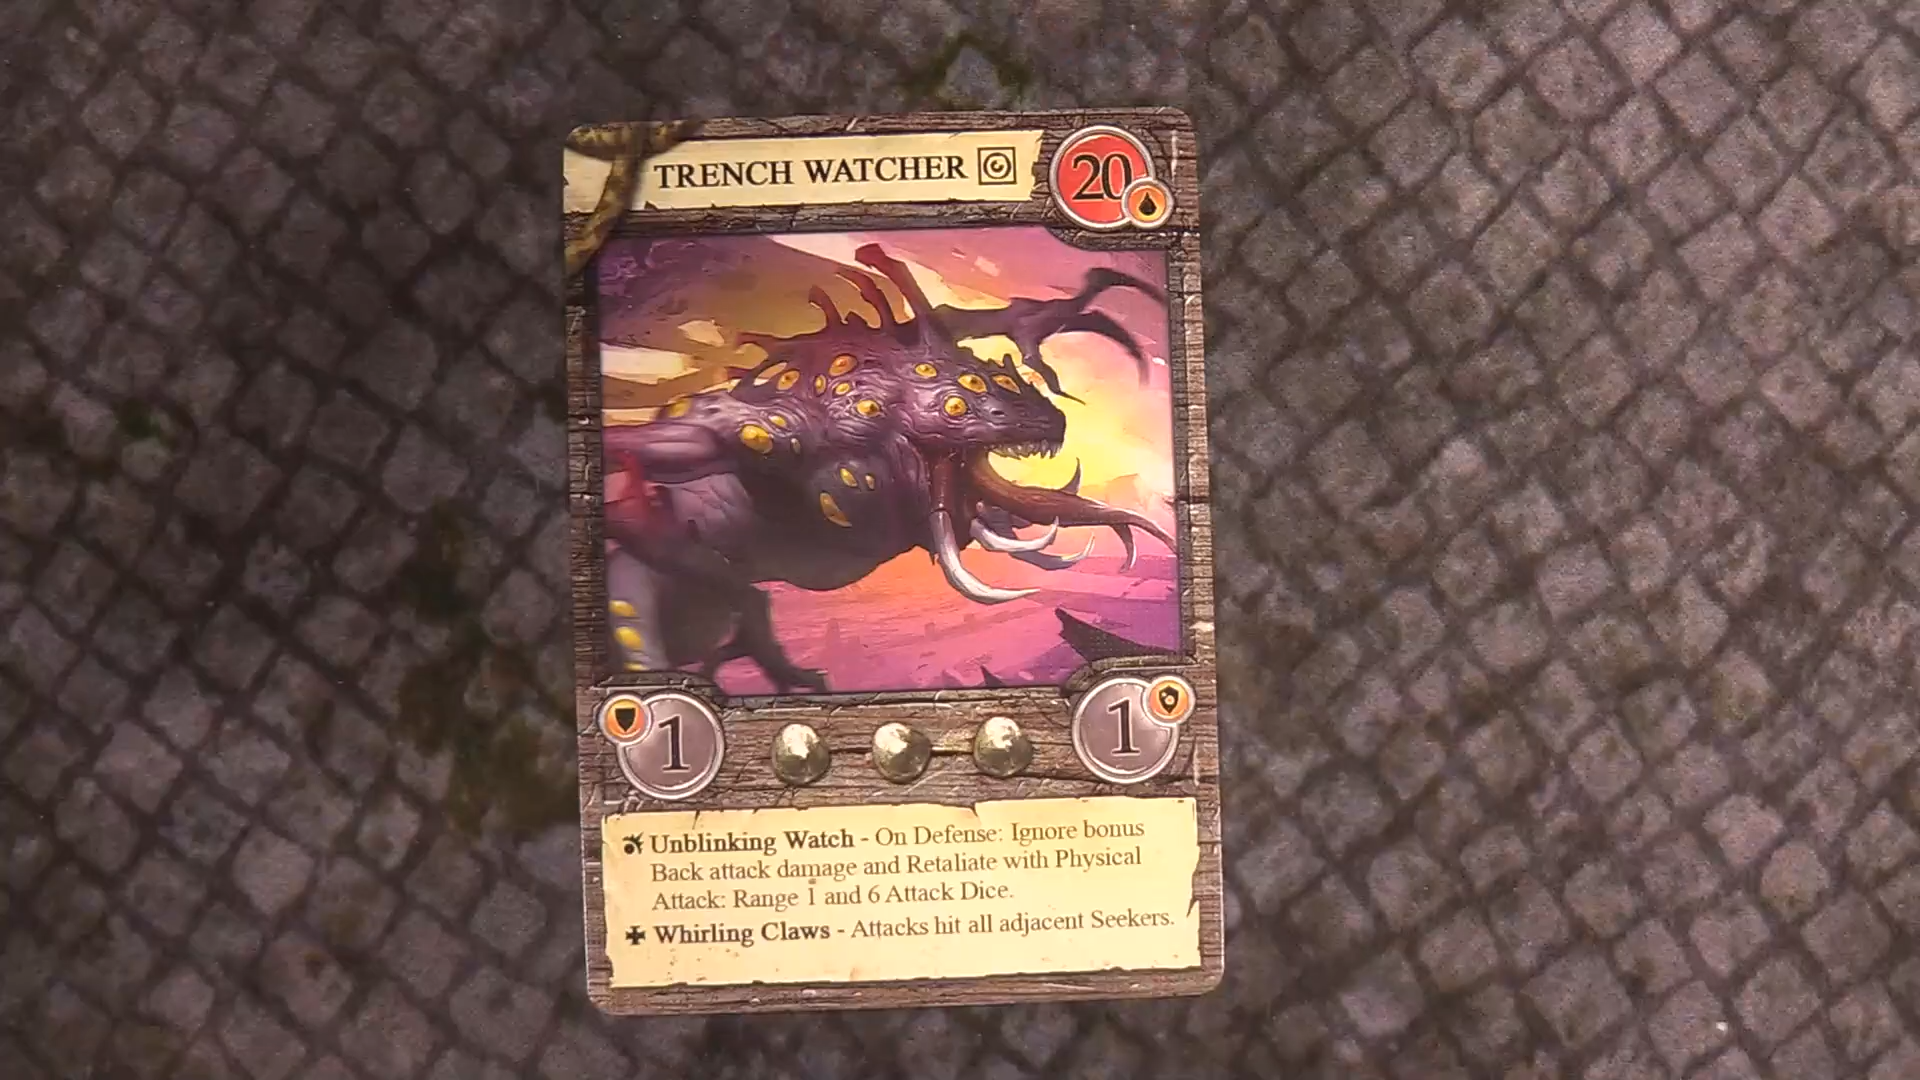 TRENCH WATCHER
20
1
1
Unblinking Watch - On Defense: Ignore bonus
Back attack damage and Retaliate with Physical
Attack: Range 1 and 6 Attack Dice.
Whirling Claws - Attacks hit all adjacent Seekers.